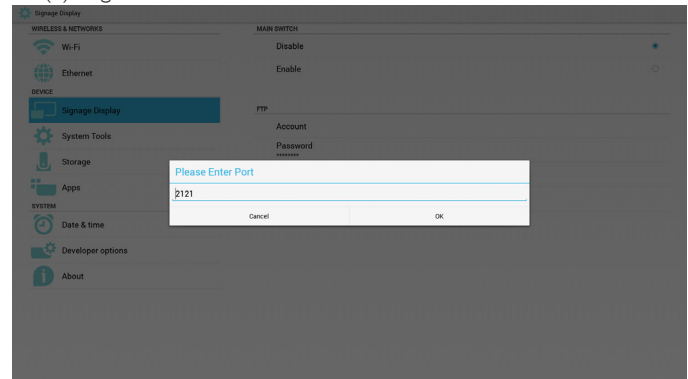 Signage Display
WIRELESS & NETWORKS
Wi-Fi
Ethernet
DEVICE
Signage Display
System Tools
Storage
Apps
SYSTEM
Date & time
Developer options
About
MAIN SWITCH
Disable
Enable
FTP
Account
Password
********
Please Enter Port
2121
Cancel
OK